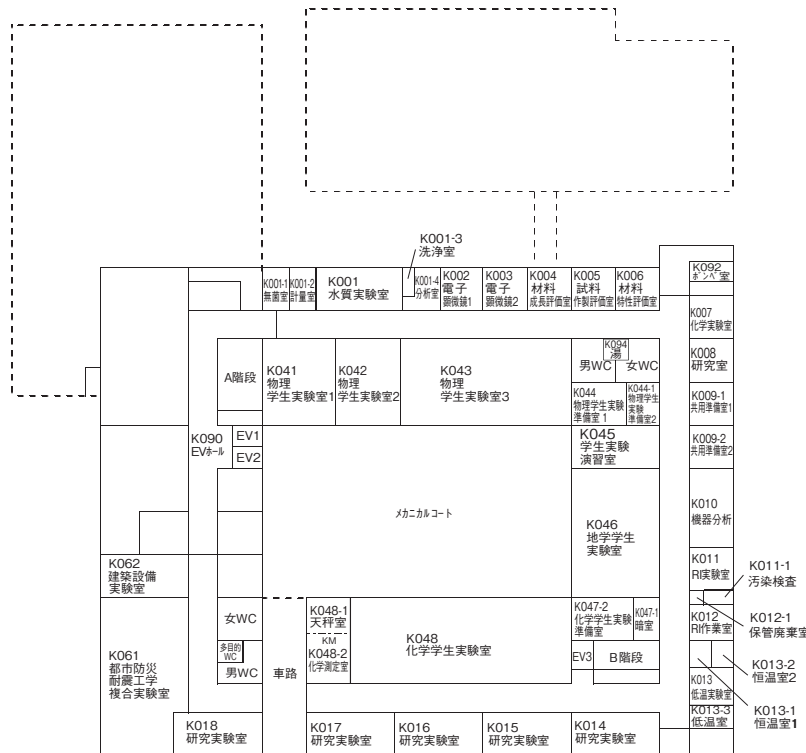 K001-3
洗浄室
K092
ボンベ室
K001-1
無菌室
K001-2
計量室
K001
水質実験室
K001-4
分析室
K002
電子
顕微鏡1
K003
電子
顕微鏡2
K004
材料
成長評価室
K005
試料
作製評価室
K006
材料
特性評価室
K007
化学実験室
K094
湯
男WC
女WC
K008
研究室
A階段
K041
物理
学生実験室1
K042
物理
学生実験室2
K043
物理
学生実験室3
K044
物理学生実験
準備室 1
K044-1
物理学生
実験
準備室2
K009-1
共用準備室1
K090
EVホール
EV1
EV2
K045
学生実験
演習室
K009-2
共用準備室2
メカニカルコート
K046
地学学生
実験室
K010
機器分析
K062
建築設備
実験室
K011
RI実験室
K011-1
汚染検査
女WC
K048-1
天秤室
KM
K048-2
化学測定室
K048
化学学生実験室
K047-2
化学学生実験
準備室
K047-1
暗室
K012
RI作業室
K012-1
保管廃棄室
K061
都市防災
耐震工学
複合実験室
多目的
WC
男WC
車路
EV3
B階段
K013-2
恒温室2
K013
低温実験室
K013-1
恒温室1
K013-3
低温室
K018
研究実験室
K017
研究実験室
K016
研究実験室
K015
研究実験室
K014
研究実験室